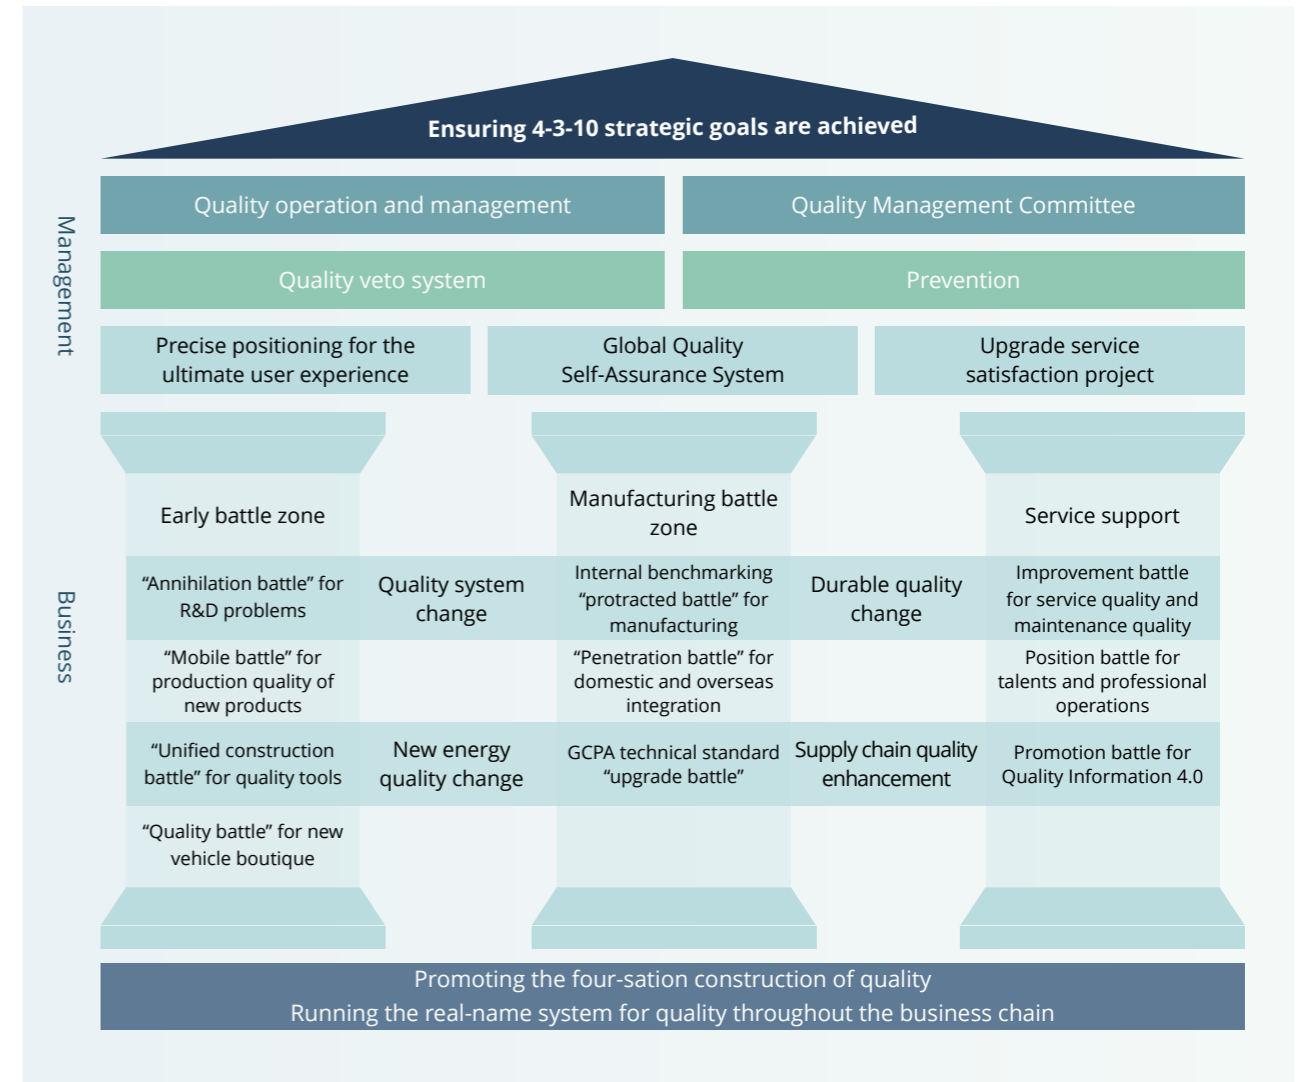 Ensuring 4-3-10 strategic goals are achieved
Management
Quality operation and management
Quality Management Committee
Quality veto system
Prevention
Precise positioning for the
ultimate user experience
Global Quality
Self-Assurance System
Upgrade service
satisfaction project
Business
Early battle zone
Manufacturing battle
zone
Service support
“Annihilation battle” for
R&D problems
Quality system
change
Internal benchmarking
“protracted battle” for
manufacturing
Durable quality
change
Improvement battle
for service quality and
maintenance quality
“Mobile battle” for
production quality of
new products
“Penetration battle” for
domestic and overseas
integration
Position battle for
talents and professional
operations
“Unified construction
battle” for quality tools
New energy
quality change
GCPA technical standard
“upgrade battle”
Supply chain quality
enhancement
Promotion battle for
Quality Information 4.0
“Quality battle” for new
vehicle boutique
Promoting the four-sation construction of quality
Running the real-name system for quality throughout the business chain